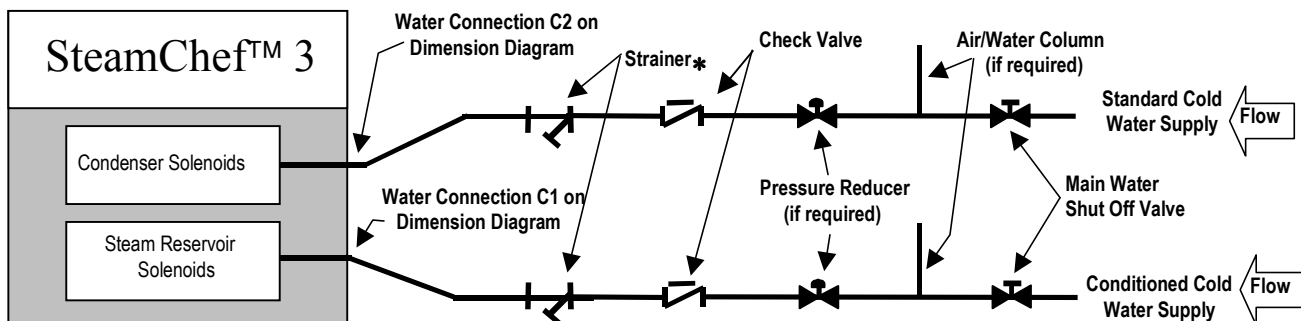 SteamChef™ 3
Water Connection C2 on
Dimension Diagram
Strainer*
Check Valve
Air/Water Column
(if required)
Standard Cold
Water Supply
Flow
Condenser Solenoids
Water Connection C1 on
Dimension Diagram
Pressure Reducer
(if required)
Main Water
Shut Off Valve
Steam Reservoir
Solenoids
Conditioned Cold
Water Supply
Flow